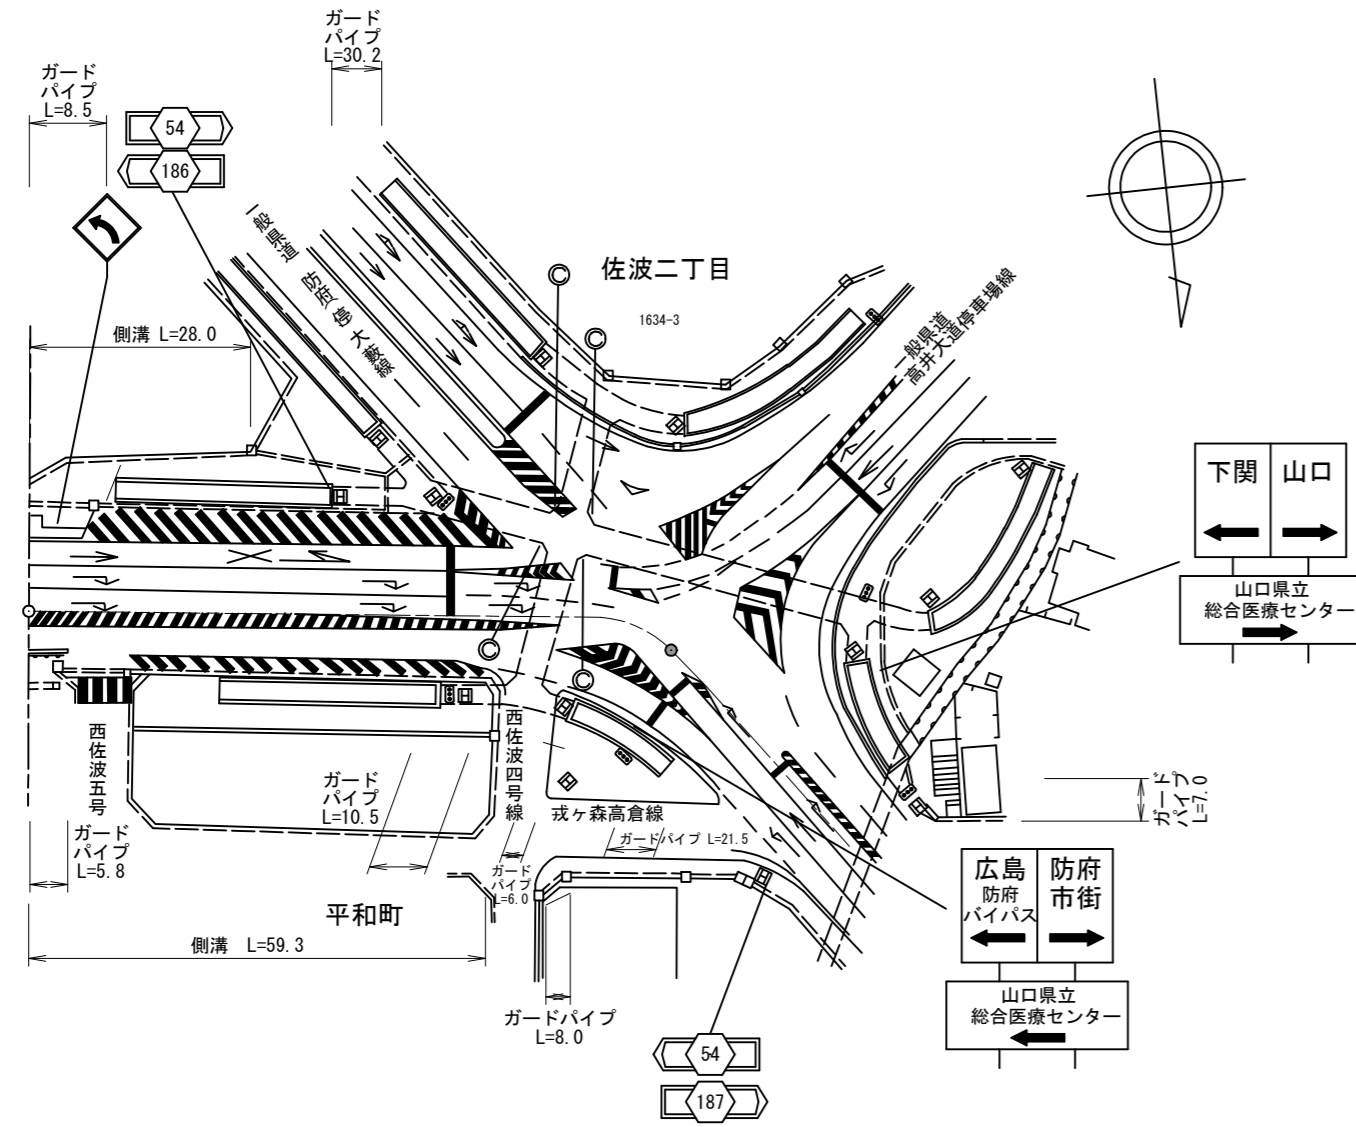 ガード
パイプ
L=30.2
ガード
パイプ
L=8.5
54
186
一般県道 防府停大薮線
佐波二丁目
1634-3
一般県道
高井大道停車場線
側溝 L=28.0
下関
山口
山口県立
総合医療センター
西佐波五号
西佐波四号線
ガード
パイプ
L=10.5
戎ヶ森高倉線
ガードパイプ L=21.5
ガード
パイプ
L=7.0
ガード
パイプ
L=5.8
ガード
パイプ
L=6.0
平和町
側溝 L=59.3
広島
防府
バイパス
防府
市街
山口県立
総合医療センター
ガードパイプ
L=8.0
54
187